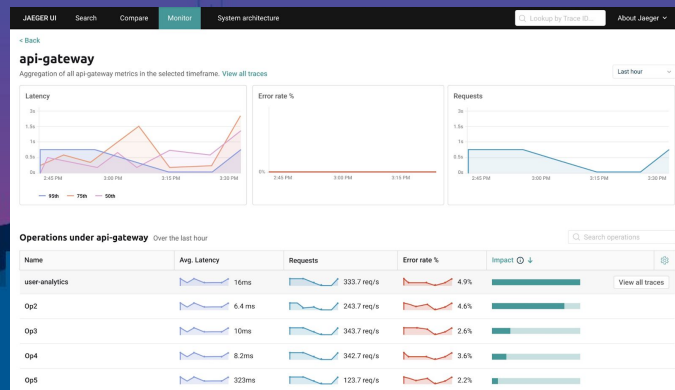 JAEGER UI Search Compare Monitor System architecture Lookup by Trace ID... About Jaeger
< Back
api-gateway
Aggregation of all api-gateway metrics in the selected timeframe. View all traces
Last hour
Latency
3s
1.5s
1s
0.5s
0s
2:45 PM 3:00 PM 3:15 PM 3:30 PM
95th 75th 50th
Error rate %
0%
2:45 PM 3:00 PM 3:15 PM
Requests
3s
1.5s
1s
0.5s
0s
2:45 PM 3:00 PM 3:15 PM 3:30 PM
Operations under api-gateway Over the last hour
Search operations
Name Avg. Latency Requests Error rate % Impact
user-analytics 16ms 333.7 req/s 4.9% View all traces
Op2 6.4 ms 243.7 req/s 4.6%
Op3 10ms 343.7 req/s 2.6%
Op4 8.2ms 342.7 req/s 3.6%
Op5 323ms 123.7 req/s 2.2%